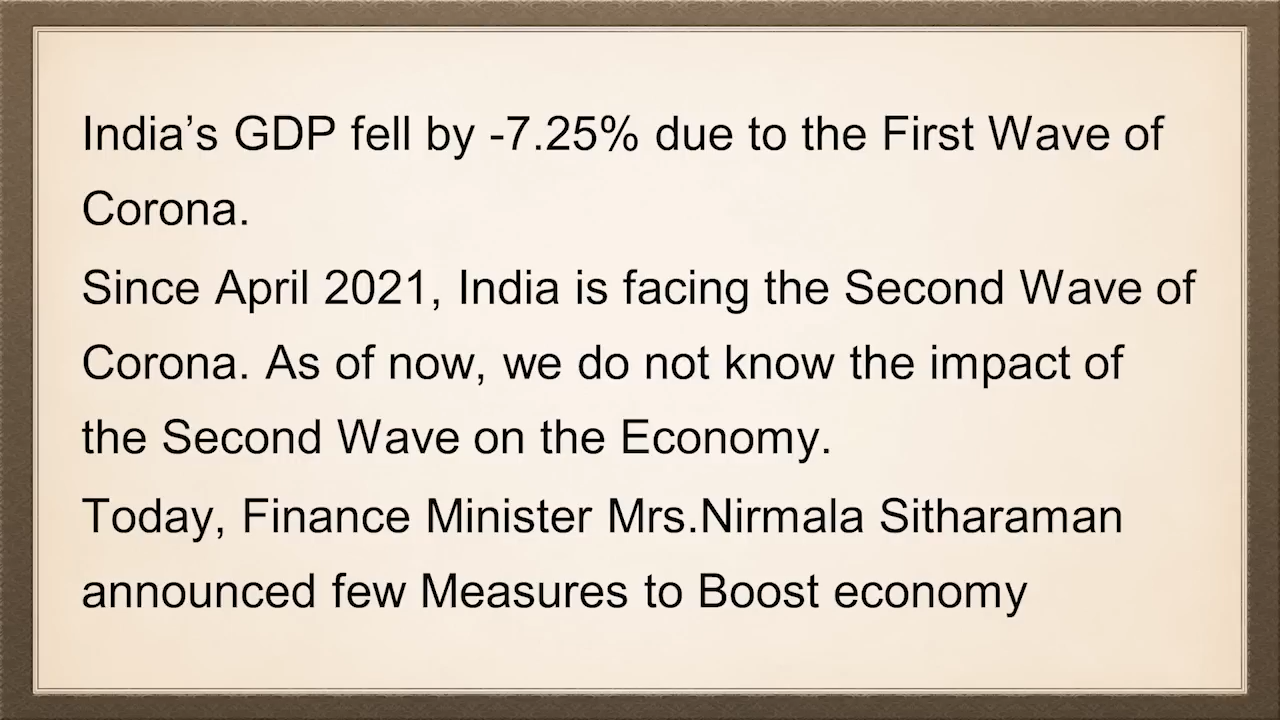 India’s GDP fell by -7.25% due to the First Wave of
Corona.
Since April 2021, India is facing the Second Wave of
Corona. As of now, we do not know the impact of
the Second Wave on the Economy.
Today, Finance Minister Mrs.Nirmala Sitharaman
announced few Measures to Boost economy